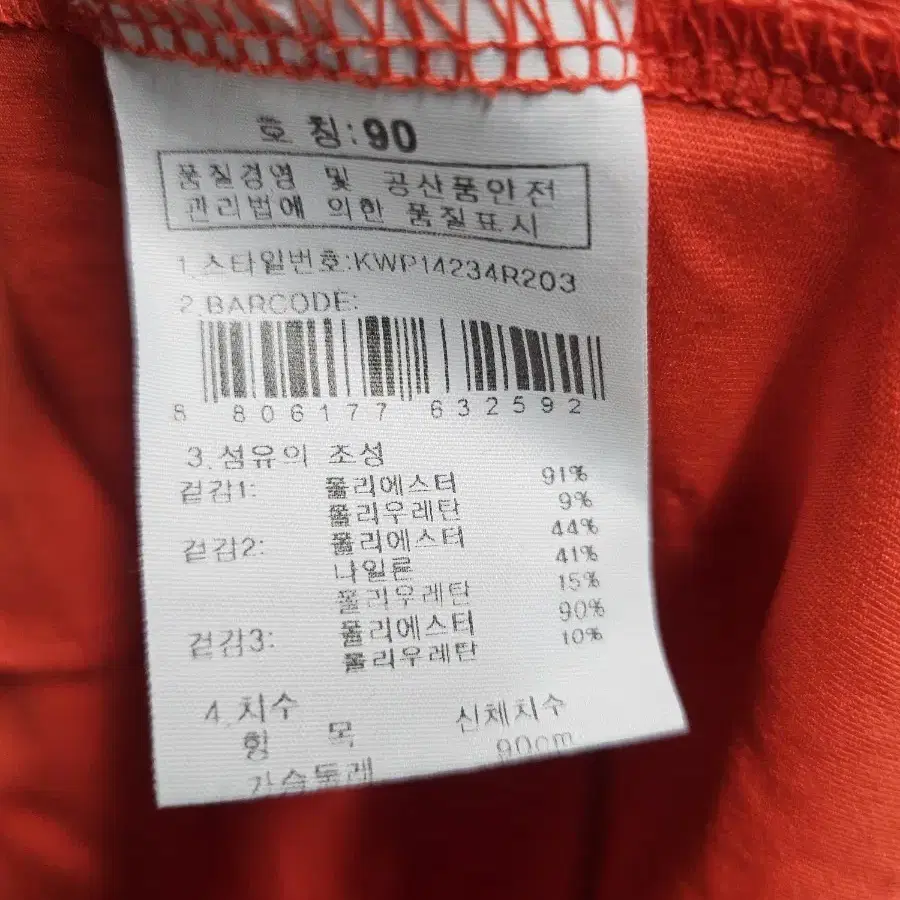 호 칭:90
품질경영 및 공산품안전
관리법에 의한 품질표시
1.스타일번호:KWP14234R203
2.BARCODE:
8 806177 632592
3.섬유의 조성
겉감1: 폴리에스터 91%
폴리우레탄 9%
겉감2: 폴리에스터 44%
나일론 41%
폴리우레탄 15%
겉감3: 폴리에스터 90%
폴리우레탄 10%
4.치수
항 목 신체치수
가슴둘레 90cm